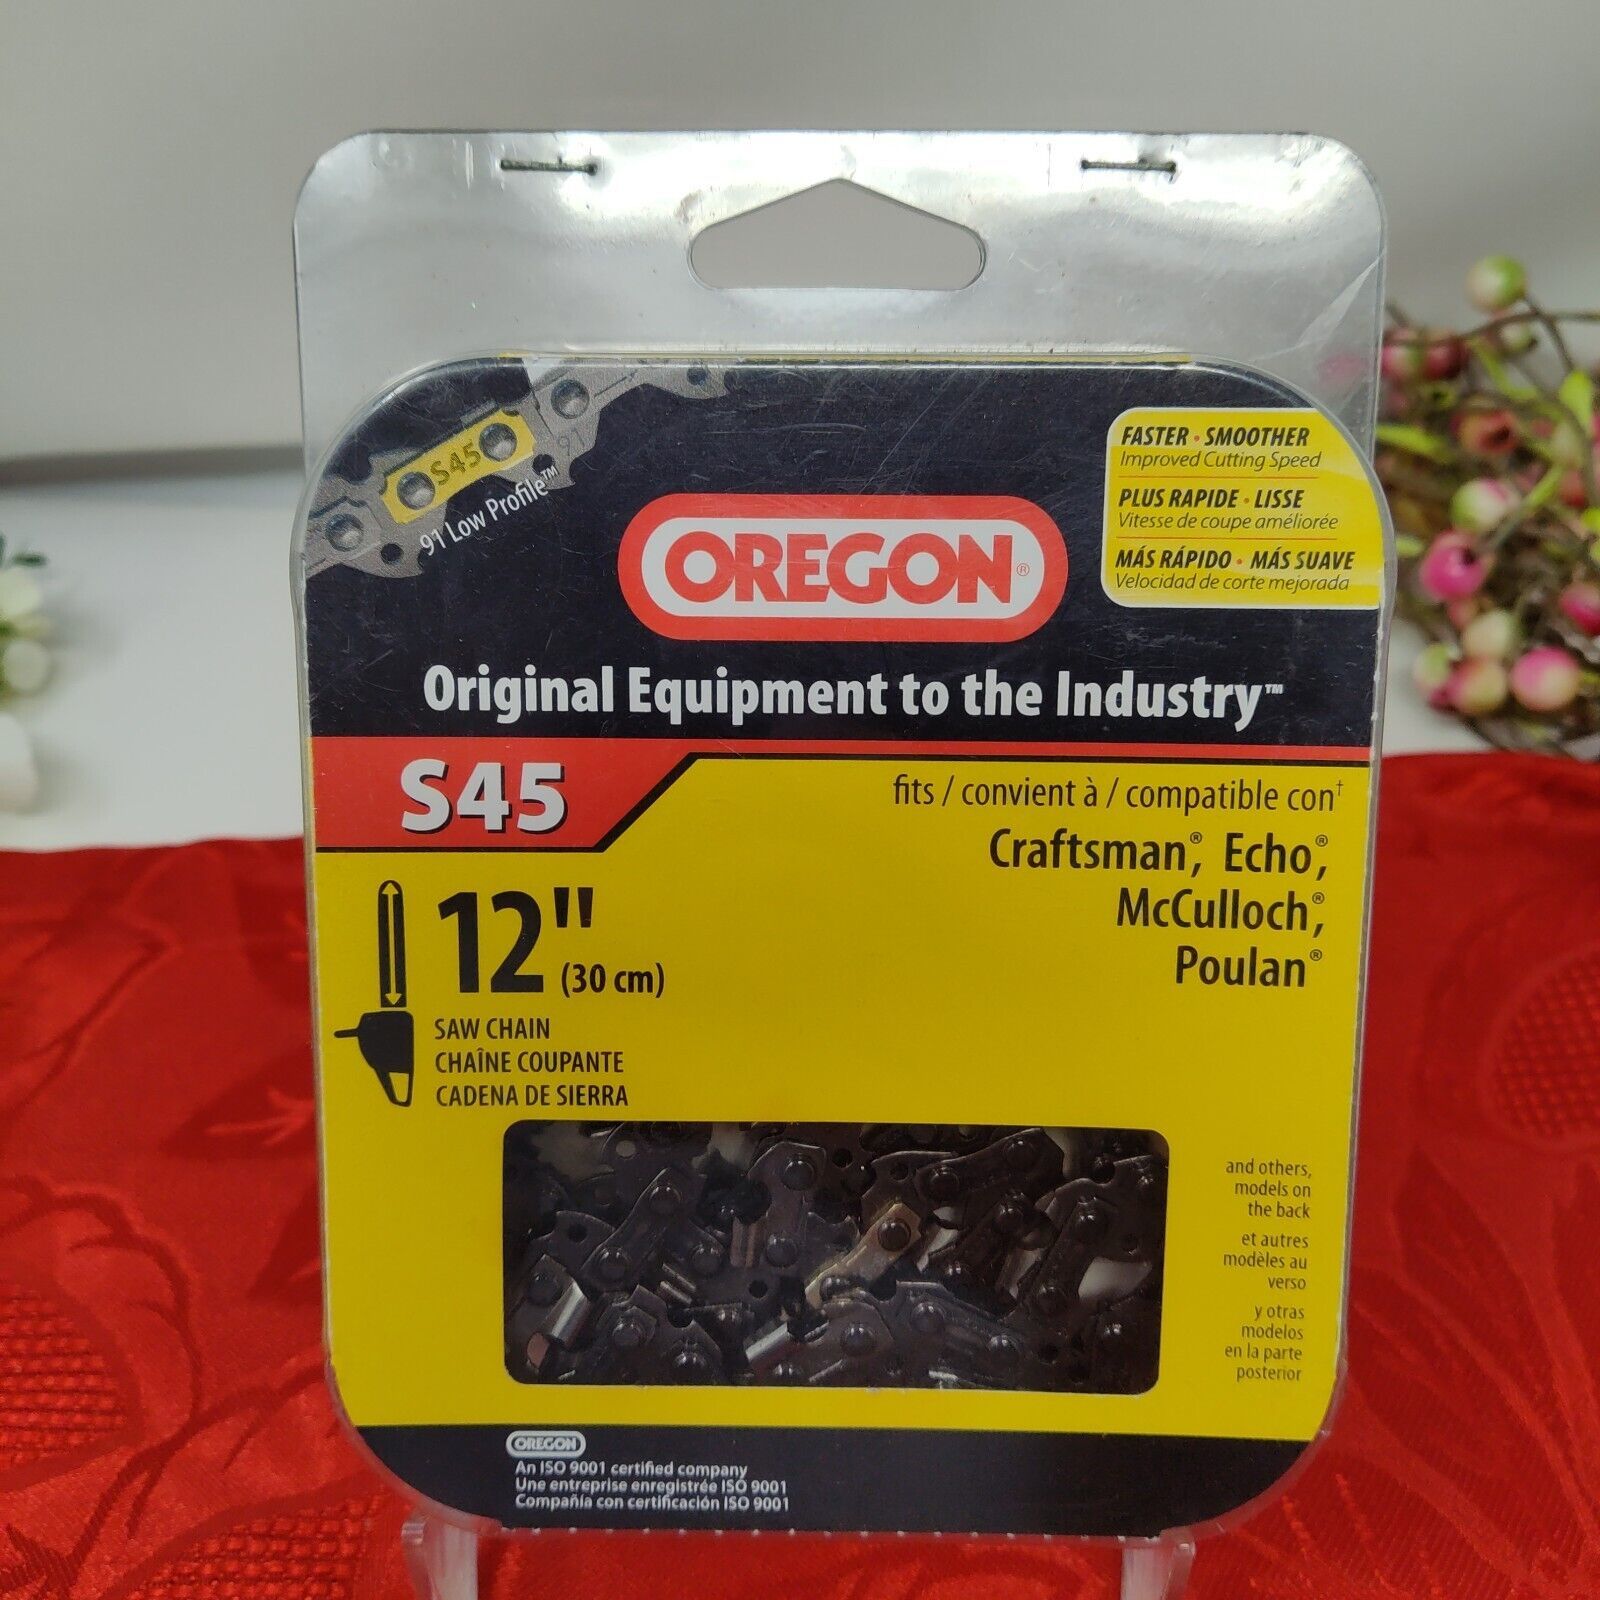 S45
91
91 Low Profile™
FASTER • SMOOTHER
Improved Cutting Speed
PLUS RAPIDE • LISSE
Vitesse de coupe améliorée
MÁS RÁPIDO • MÁS SUAVE
Velocidad de corte mejorada
OREGON®
Original Equipment to the Industry™
S45
fits / convient à / compatible con†
Craftsman®, Echo®,
McCulloch®,
Poulan®
12" (30 cm)
SAW CHAIN
CHAÎNE COUPANTE
CADENA DE SIERRA
and others,
models on
the back
et autres
modèles au
verso
y otras
modelos
en la parte
posterior
OREGON
An ISO 9001 certified company
Une entreprise enregistrée ISO 9001
Compañía con certificación ISO 9001